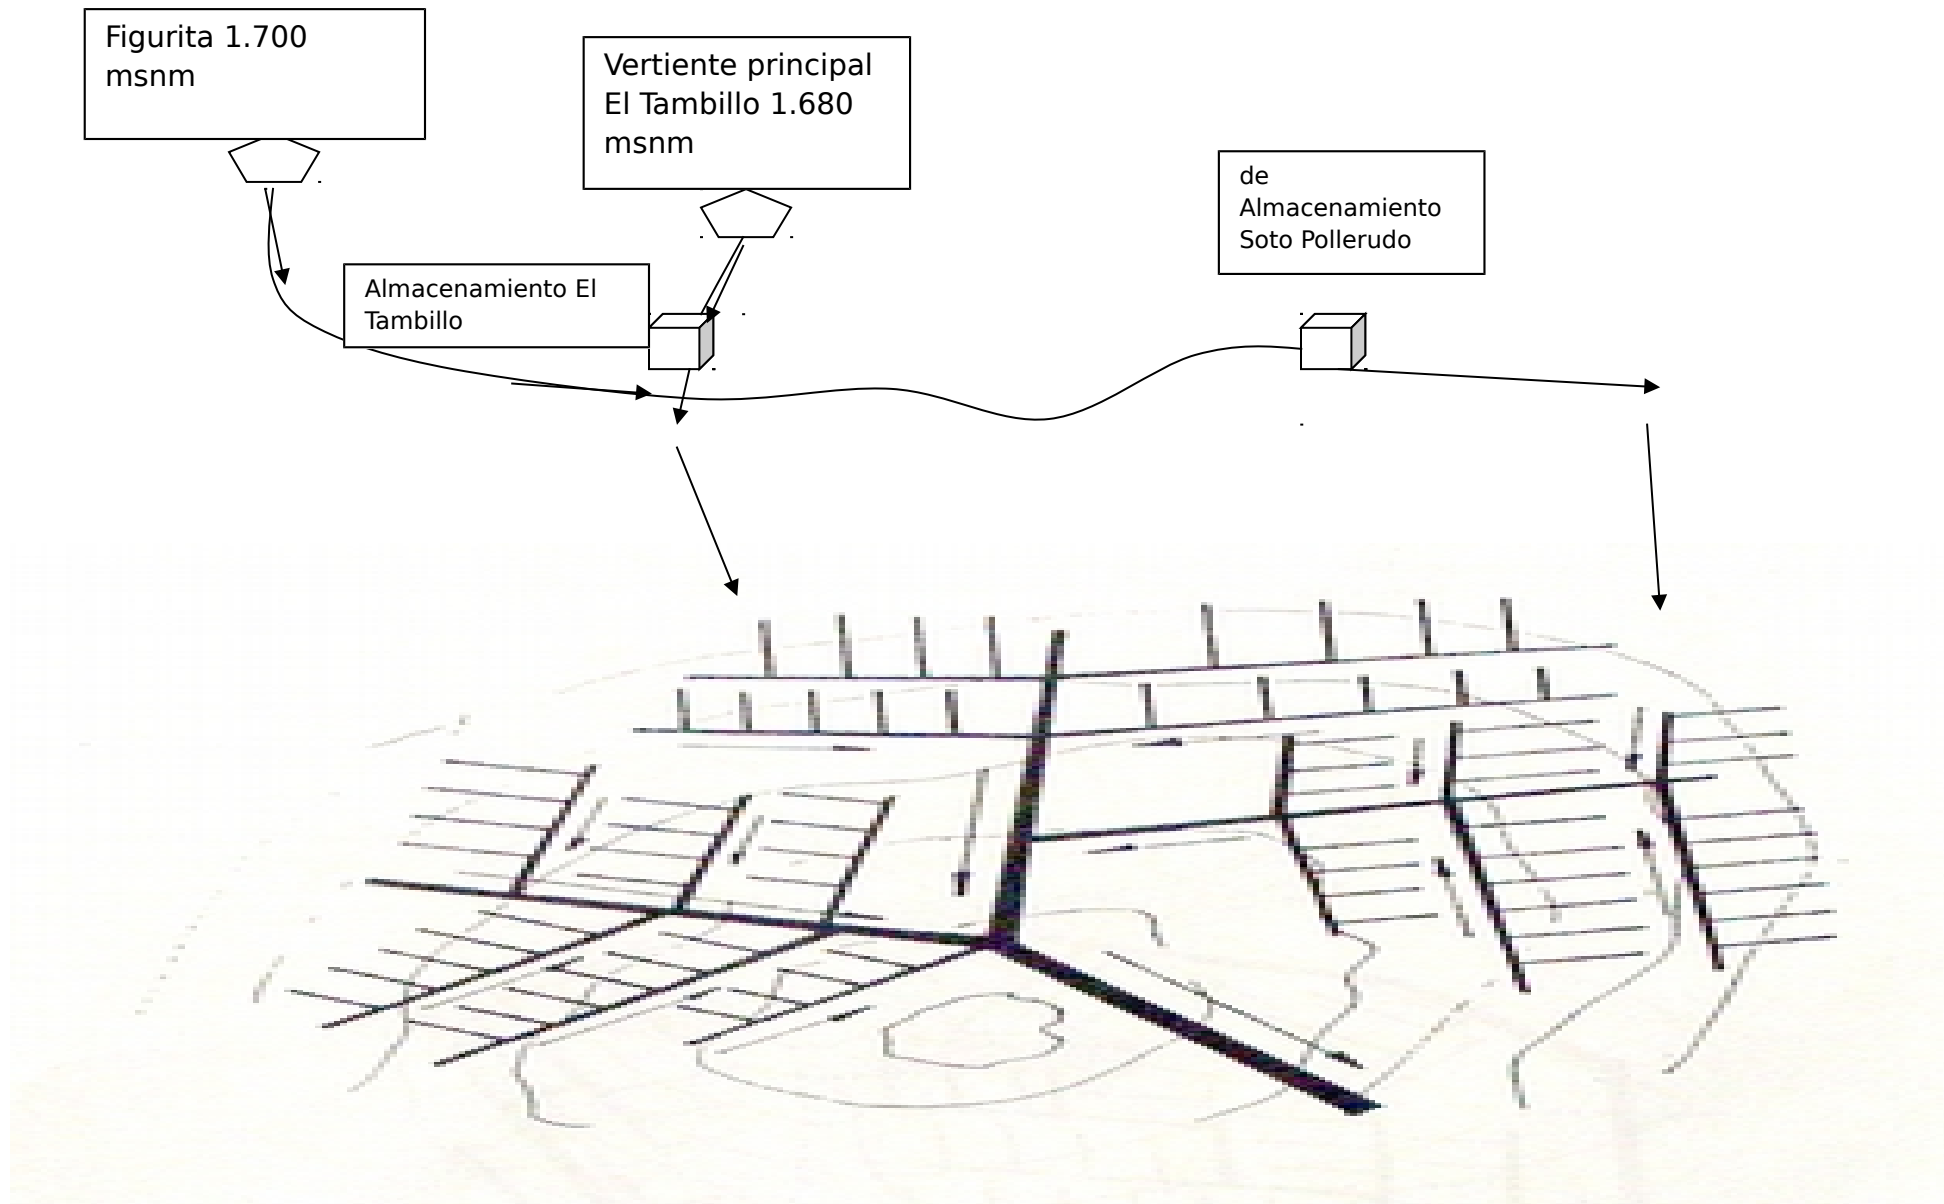 Figurita 1.700
msnm
Vertiente principal
El Tambillo 1.680
msnm
de
Almacenamiento
Soto Pollerudo
Almacenamiento El
Tambillo